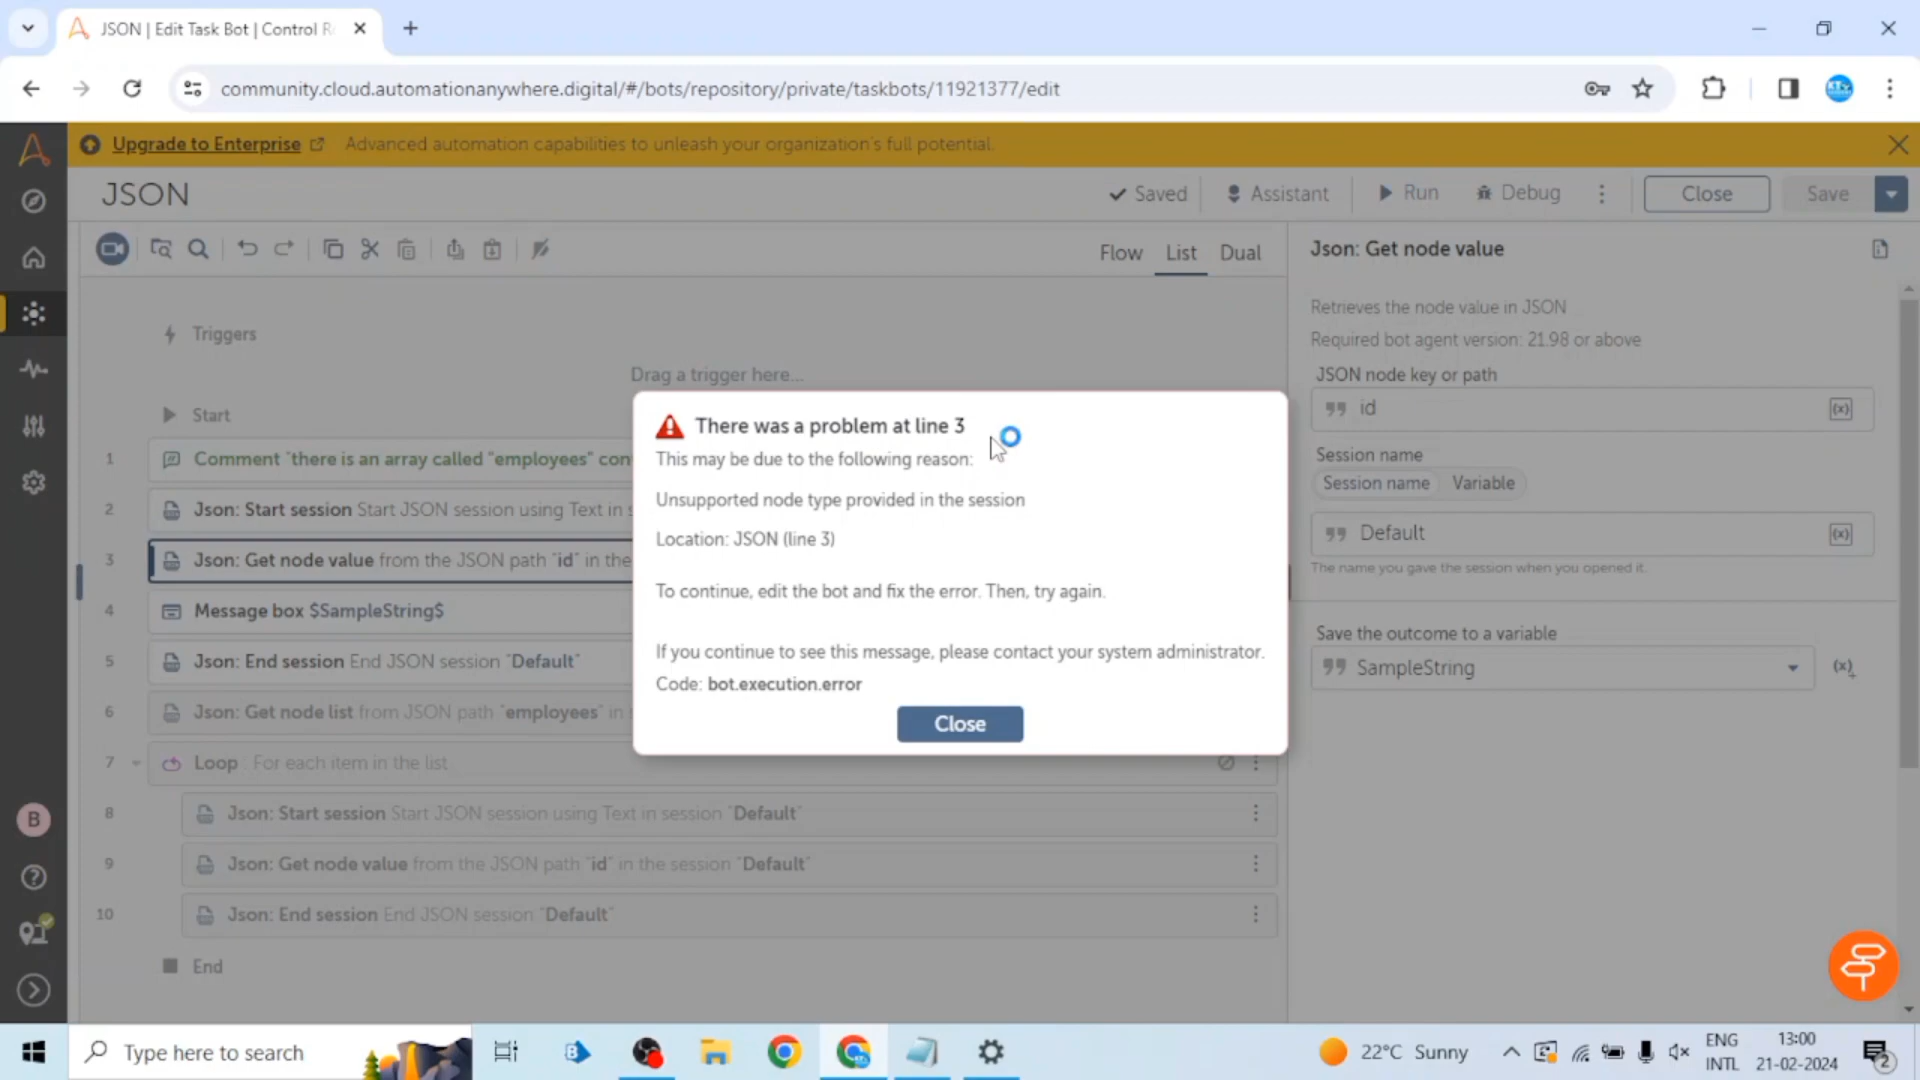 JSON | Edit Task Bot | Control R
community.cloud.automationanywhere.digital/#/bots/repository/private/taskbots/11921377/edit
Upgrade to Enterprise Advanced automation capabilities to unleash your organization's full potential.
JSON
Saved
Assistant
Run
Debug
Close
Save
Flow
List
Dual
Triggers
Drag a trigger here...
Start
1 Comment "there is an array called "employees" con
2 Json: Start session Start JSON session using Text in s
3 Json: Get node value from the JSON path "id" in the
4 Message box $SampleString$
5 Json: End session End JSON session "Default"
6 Json: Get node list from JSON path "employees" in s
7 Loop For each item in the list
8 Json: Start session Start JSON session using Text in session "Default"
9 Json: Get node value from the JSON path "id" in the session "Default"
10 Json: End session End JSON session "Default"
End
There was a problem at line 3
This may be due to the following reason:
Unsupported node type provided in the session
Location: JSON (line 3)
To continue, edit the bot and fix the error. Then, try again.
If you continue to see this message, please contact your system administrator.
Code: bot.execution.error
Close
Json: Get node value
Retrieves the node value in JSON
Required bot agent version: 21.98 or above
JSON node key or path
id
(x)
Session name
Session name Variable
Default
(x)
The name you gave the session when you opened it.
Save the outcome to a variable
SampleString
(x)
B
Type here to search
22°C Sunny
ENG
INTL
13:00
21-02-2024
2